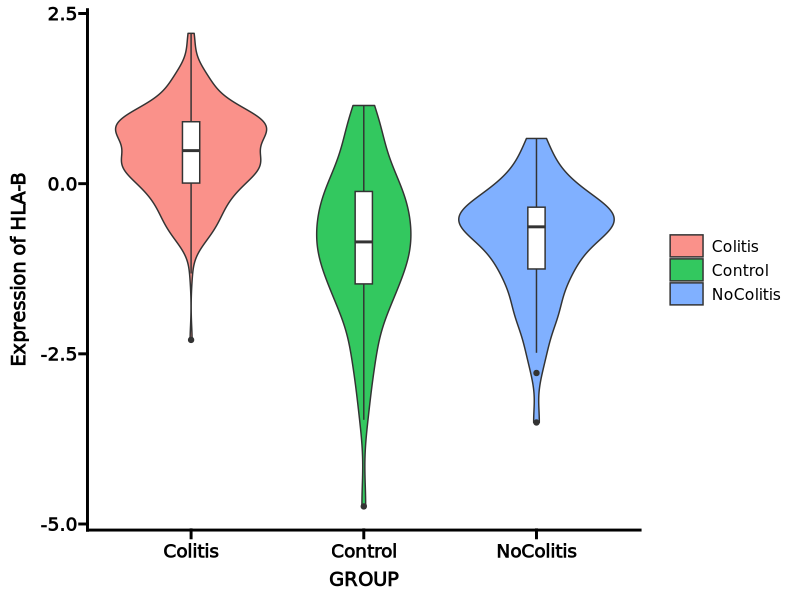 Expression of HLA-B
2.5
0.0
-2.5
-5.0
Colitis
Control
NoColitis
GROUP
Colitis
Control
NoColitis